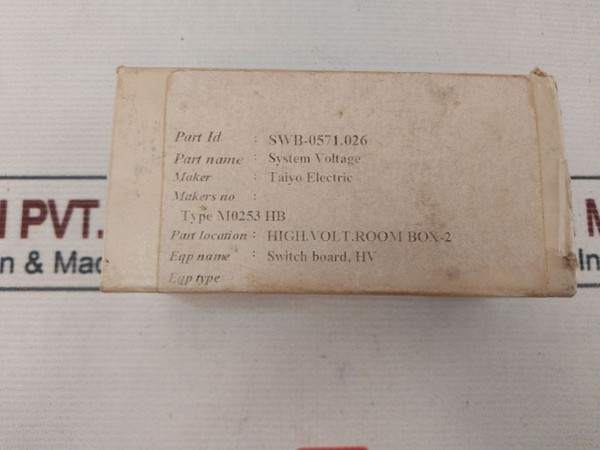 Part Id : SWB-0571.026
Part name : System Voltage
Maker : Taiyo Electric
Makers no :
Type M0253 HB
Part location : HIGH.VOLT.ROOM BOX-2
Eqp name : Switch board, HV
Eqp type :
PVT.
n & Mac
In